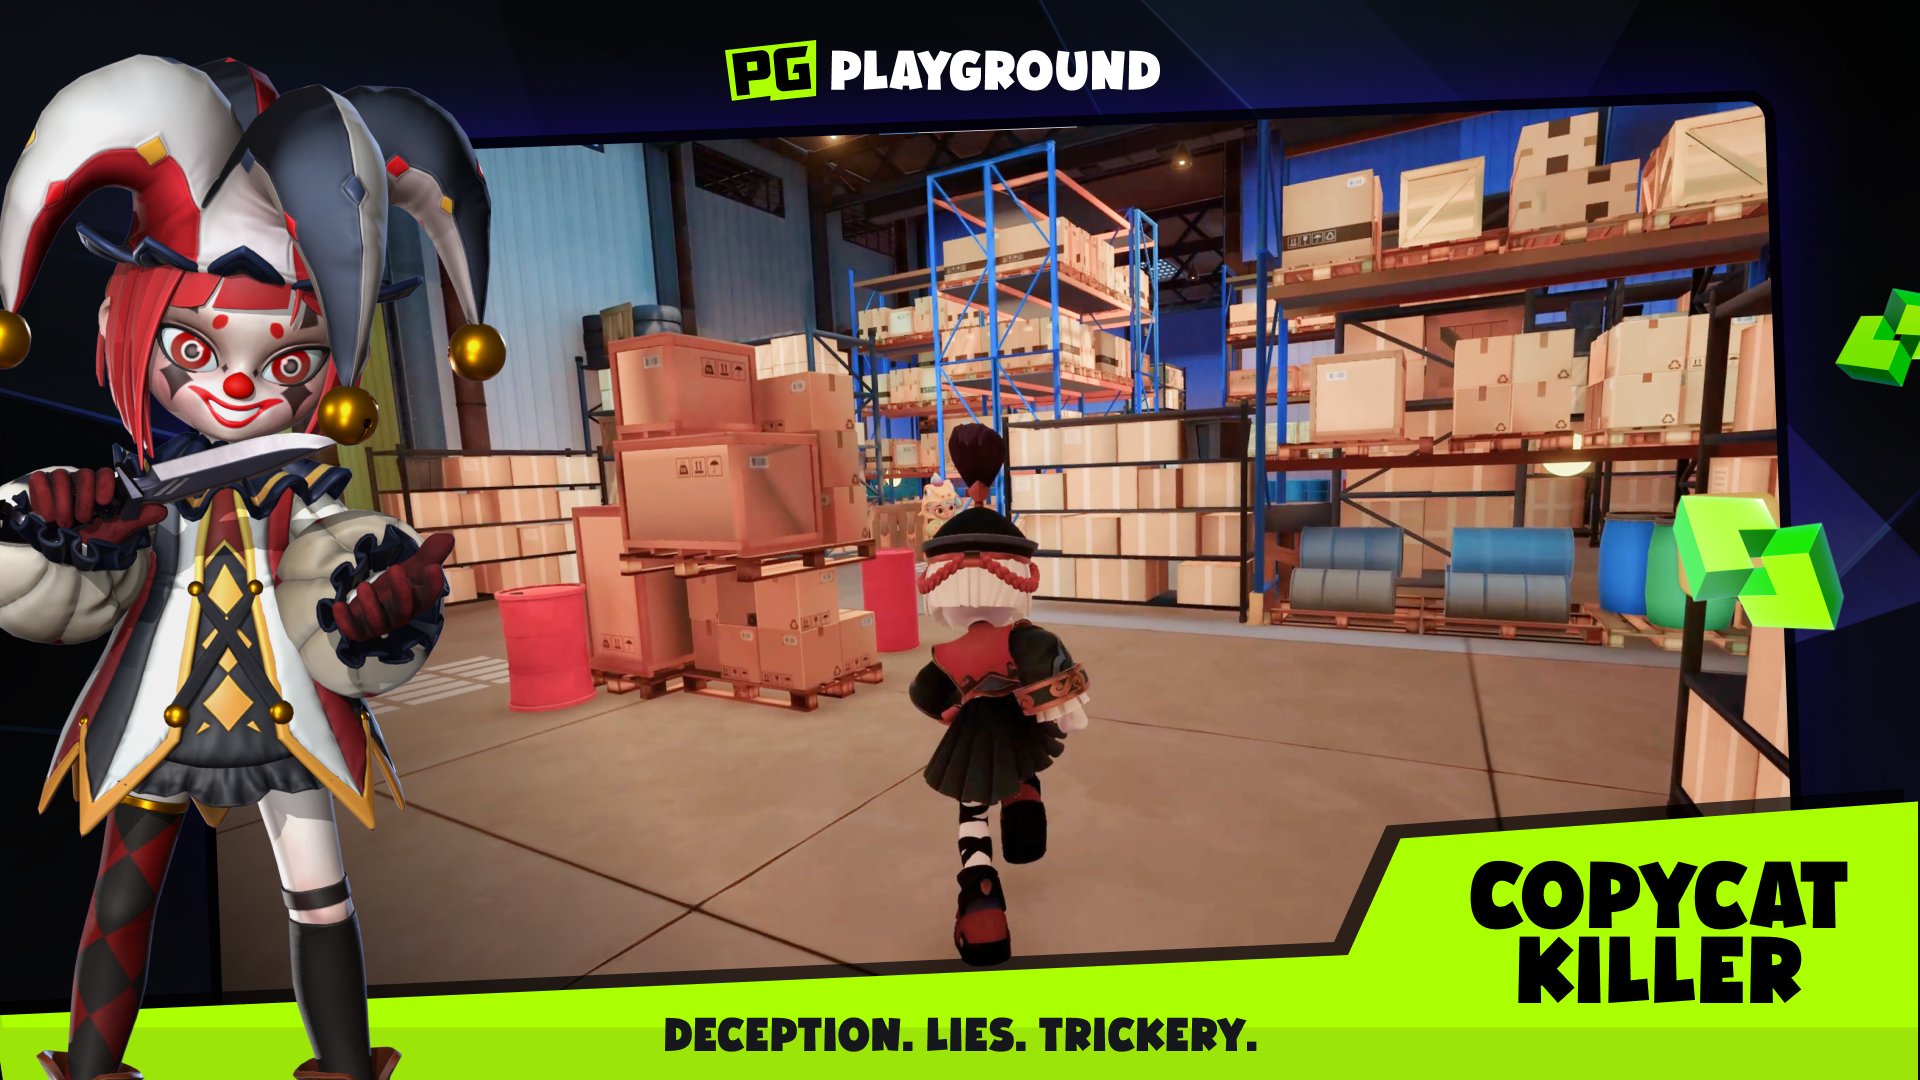 PG PLAYGROUND
COPYCAT
KILLER
DECEPTION. LIES. TRICKERY.